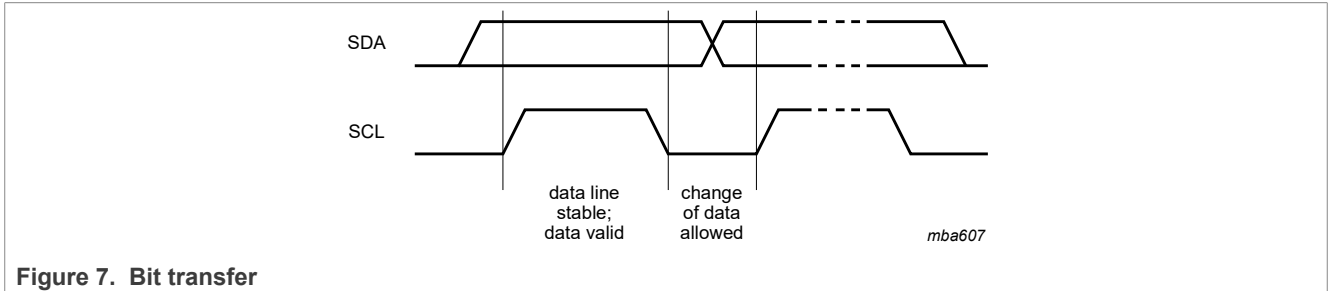 SDA
SCL
data line
stable;
data valid
change
of data
allowed
mba607
Figure 7. Bit transfer